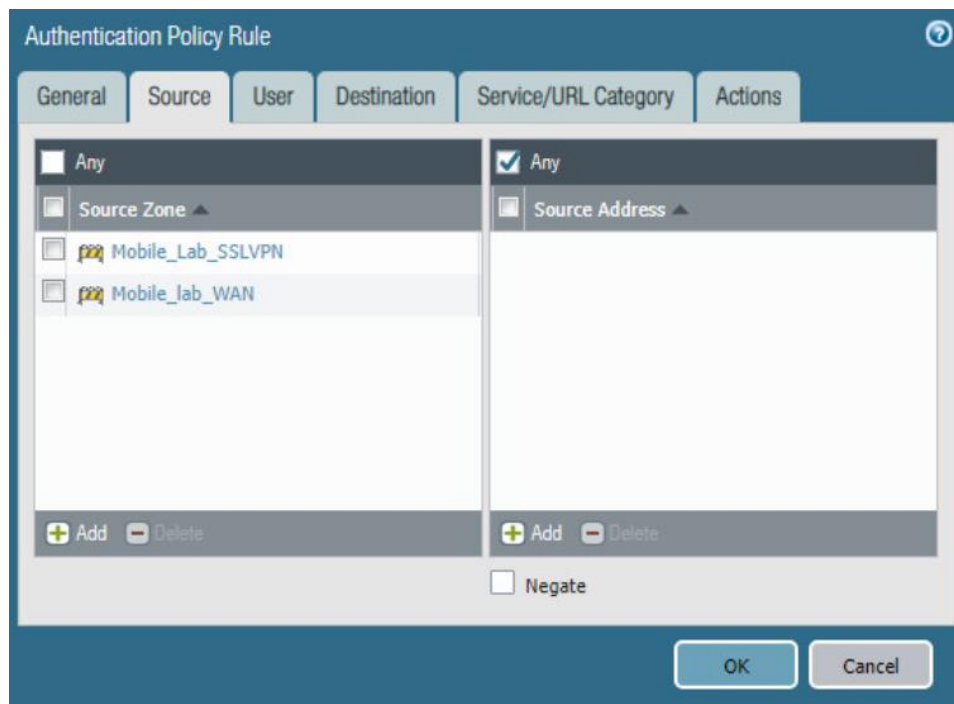 Authentication Policy Rule
General Source User Destination Service/URL Category Actions
Any
Source Zone
Mobile_Lab_SSLVPN
Mobile_lab_WAN
Add Delete
Any
Source Address
Add Delete
Negate
OK Cancel